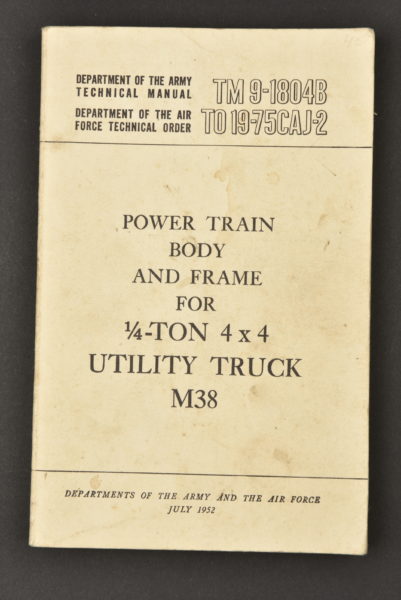 DEPARTMENT OF THE ARMY
TECHNICAL MANUAL
TM 9-1804B
DEPARTMENT OF THE AIR
FORCE TECHNICAL ORDER
TO 19-75CAJ-2
POWER TRAIN
BODY
AND FRAME
FOR
¼-TON 4 x 4
UTILITY TRUCK
M38
DEPARTMENTS OF THE ARMY AND THE AIR FORCE
JULY 1952